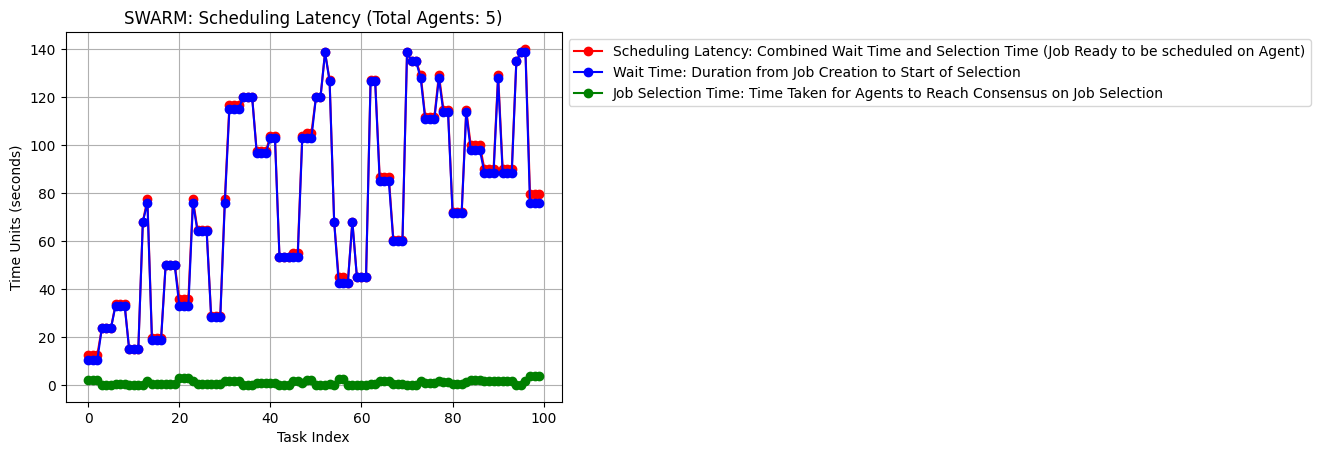 SWARM: Scheduling Latency (Total Agents: 5)
Scheduling Latency: Combined Wait Time and Selection Time (Job Ready to be scheduled on Agent)
Wait Time: Duration from Job Creation to Start of Selection
Job Selection Time: Time Taken for Agents to Reach Consensus on Job Selection
Time Units (seconds)
140
120
100
80
60
40
20
0
0 20 40 60 80 100
Task Index